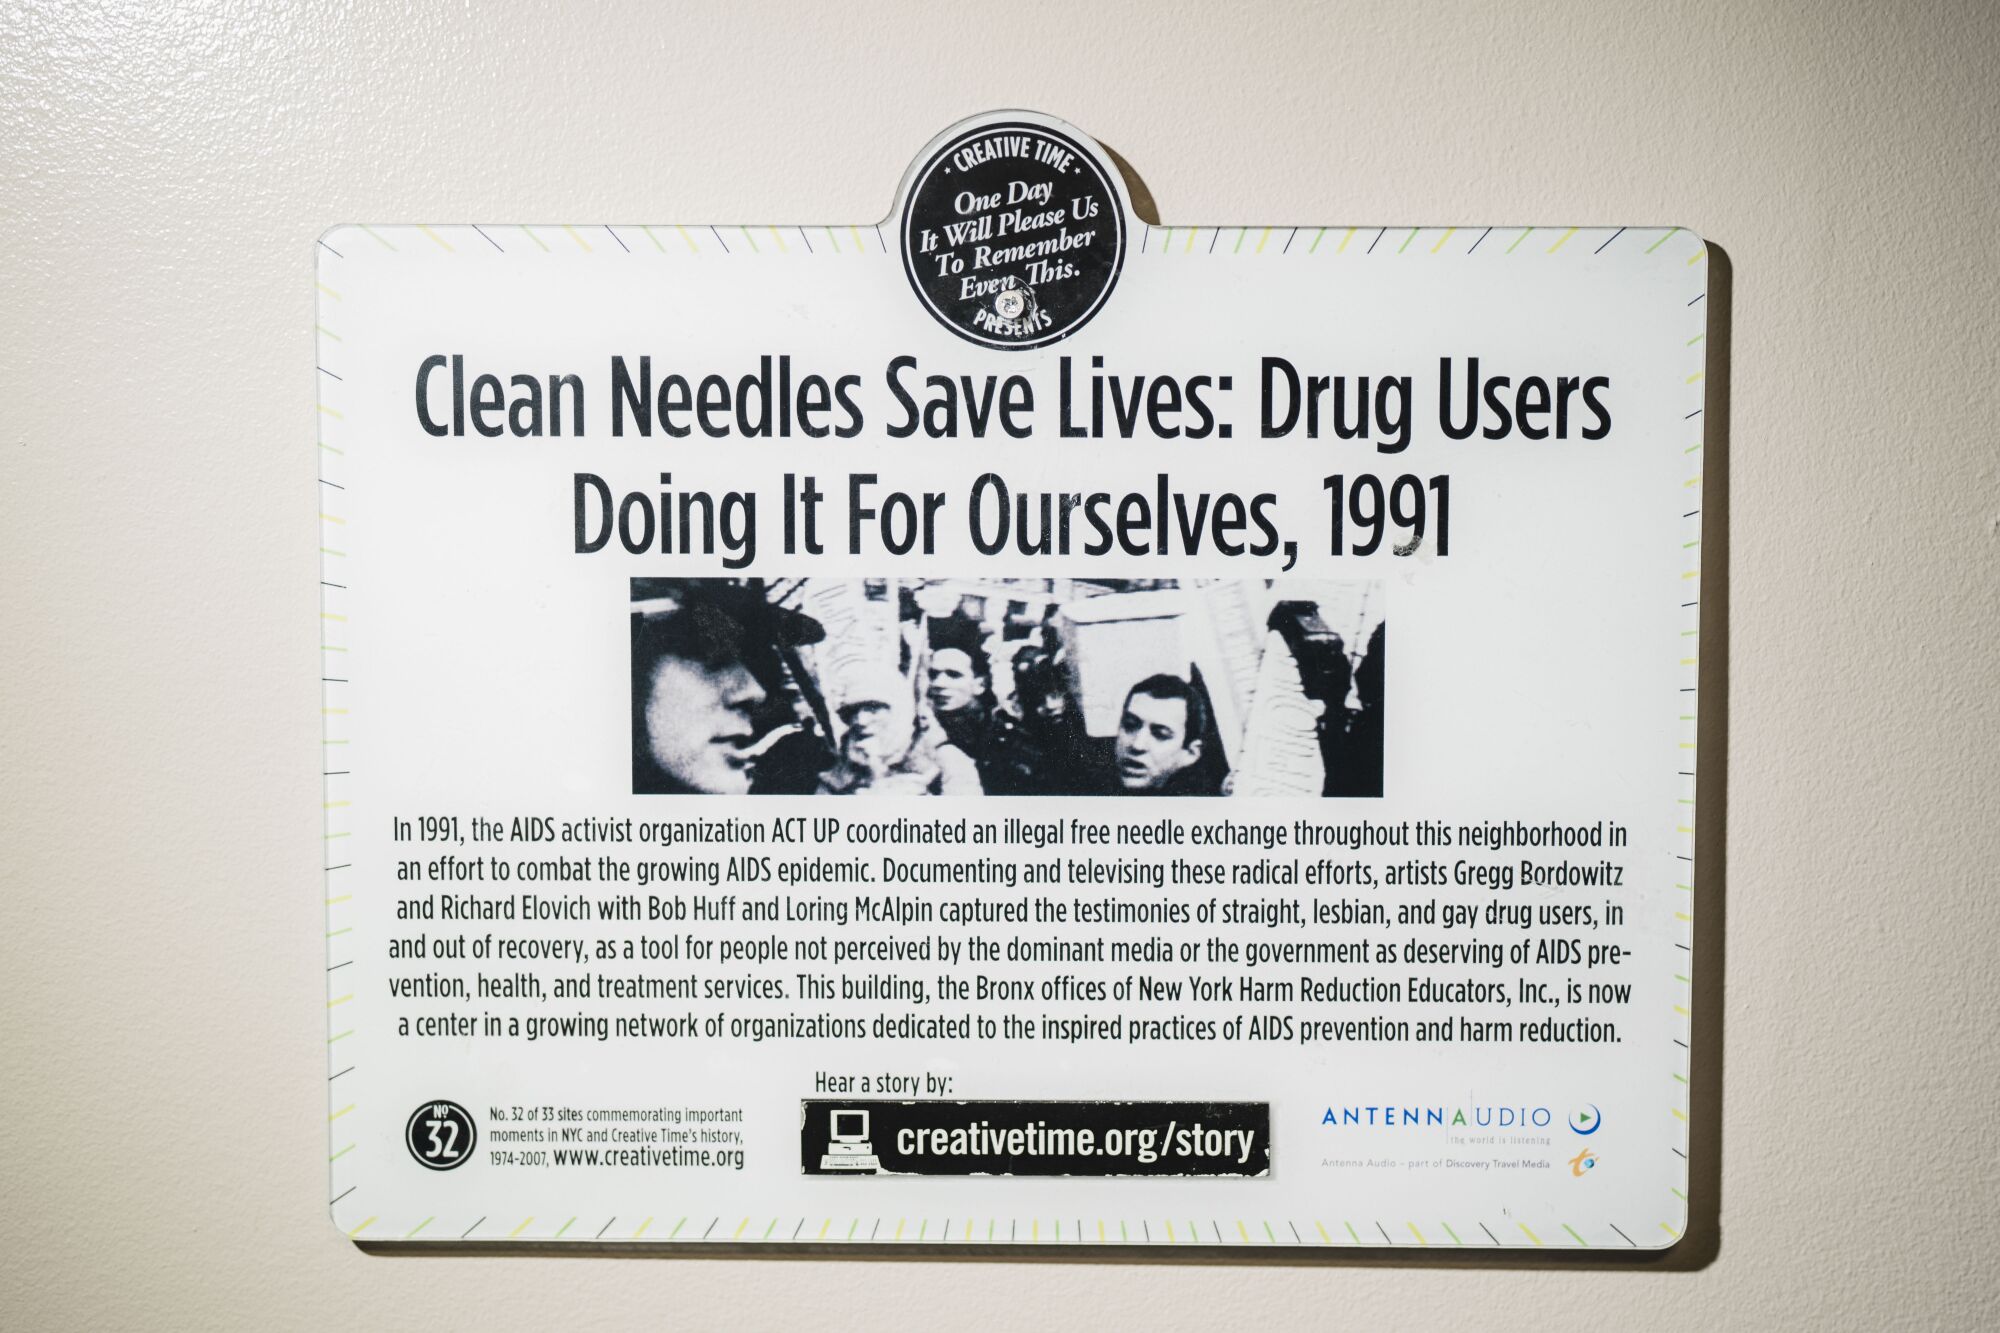 CREATIVE TIME
One Day
It Will Please Us
To Remember
Even This.
PRESENTS
Clean Needles Save Lives: Drug Users
Doing It For Ourselves, 1991
In 1991, the AIDS activist organization ACT UP coordinated an illegal free needle exchange throughout this neighborhood in
an effort to combat the growing AIDS epidemic. Documenting and televising these radical efforts, artists Gregg Bordowitz
and Richard Elovich with Bob Huff and Loring McAlpin captured the testimonies of straight, lesbian, and gay drug users, in
and out of recovery, as a tool for people not perceived by the dominant media or the government as deserving of AIDS pre-
vention, health, and treatment services. This building, the Bronx offices of New York Harm Reduction Educators, Inc., is now
a center in a growing network of organizations dedicated to the inspired practices of AIDS prevention and harm reduction.
Nº
32
No. 32 of 33 sites commemorating important
moments in NYC and Creative Time's history,
1974-2007, www.creativetime.org
Hear a story by:
creativetime.org/story
ANTENNAUDIO
the world is listening
Antenna Audio – part of Discovery Travel Media